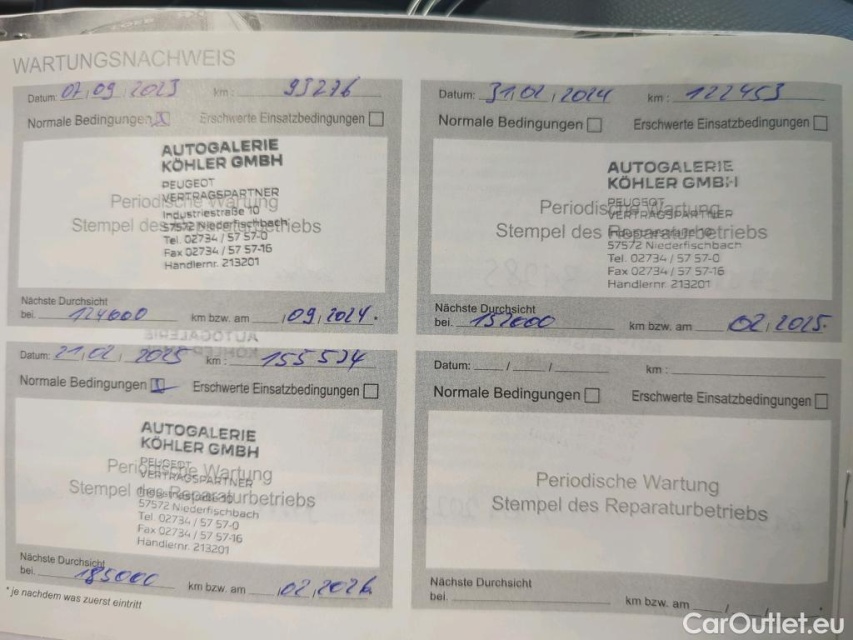 WARTUNGSNACHWEIS
Datum: 07,09 2023 km: 93276
Normale Bedingungen Erschwerte Einsatzbedingungen
AUTOGALERIE
KÖHLER GMBH
PEUGEOT
VERTRAGSPARTNER
Periodische Wartung
Industriestraße 10
Stempel des Reparaturbetriebs
57572 Niederfischbach
Tel. 02734 / 57 57-0
Fax 02734 / 57 57-16
Händlernr. 213201
Nächste Durchsicht
bei. 124000 km bzw. am ,09,2024.
Datum: 31,01,2024 km: 122453
Normale Bedingungen Erschwerte Einsatzbedingungen
AUTOGALERIE
KÖHLER GMBH
PEUGEOT
Periodische Wartung
VERTRAGSPARTNER
Stempel des Reparaturbetriebs
57572 Niederfischbach
Tel. 02734 / 57 57-0
Fax 02734 / 57 57-16
Händlernr. 213201
Nächste Durchsicht
bei. 152000 km bzw. am 02,2025.
Datum: 21,02,2025 km: 155 524
Normale Bedingungen Erschwerte Einsatzbedingungen
AUTOGALERIE
KÖHLER GMBH
PEUGEOT
Periodische Wartung
VERTRAGSPARTNER
Stempel des Reparaturbetriebs
57572 Niederfischbach
Tel. 02734 / 57 57-0
Fax 02734 / 57 57-16
Händlernr. 213201
Nächste Durchsicht
bei. 185000 km bzw. am ,02,2026
* je nachdem was zuerst eintritt
Datum: / / km:
Normale Bedingungen Erschwerte Einsatzbedingungen
Periodische Wartung
Stempel des Reparaturbetriebs
Nächste Durchsicht
bei. km bzw. am / / *
CarOutlet.eu